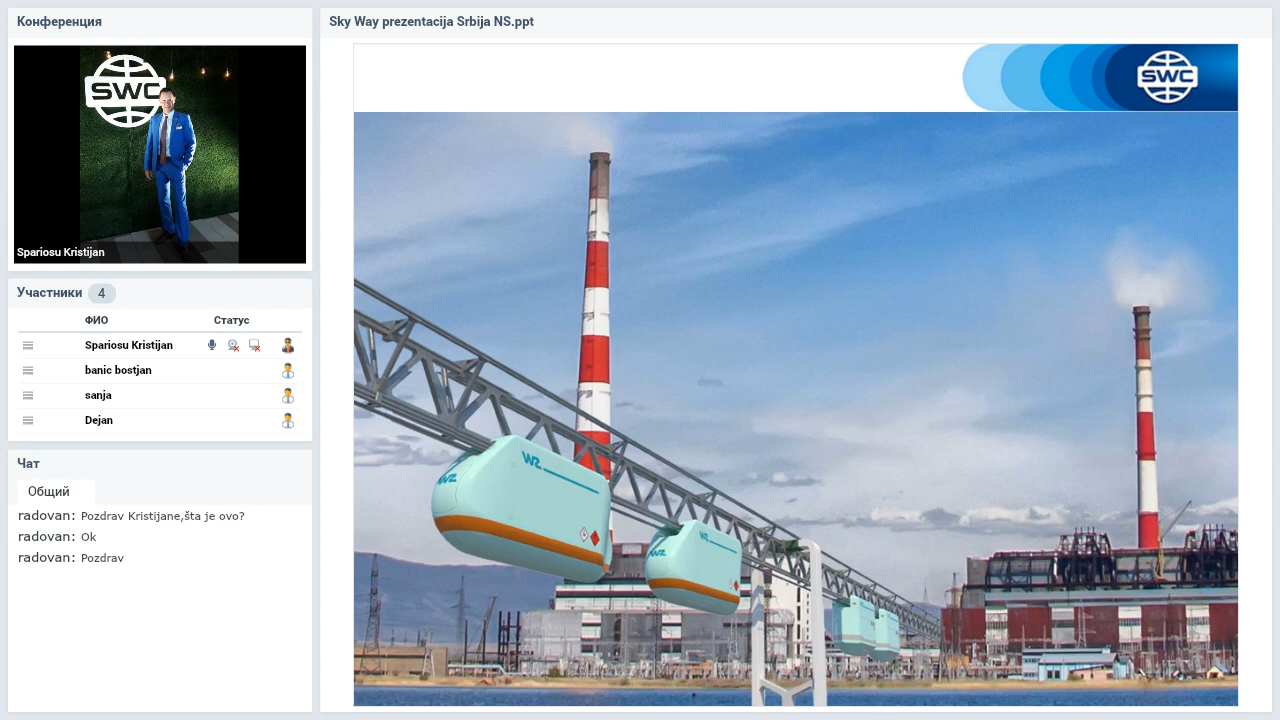 Конференция
SWC
Spariosu Kristijan
Участники 4
ФИО Статус
Spariosu Kristijan
banic bostjan
sanja
Dejan
Чат
Общий
radovan: Pozdrav Kristijane,šta je ovo?
radovan: Ok
radovan: Pozdrav
Sky Way prezentacija Srbija NS.ppt
SWC